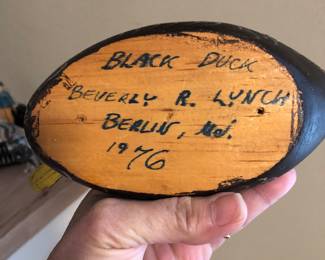 BLACK DUCK
BEVERLY R. LYNCH
BERLIN, MD.
1976